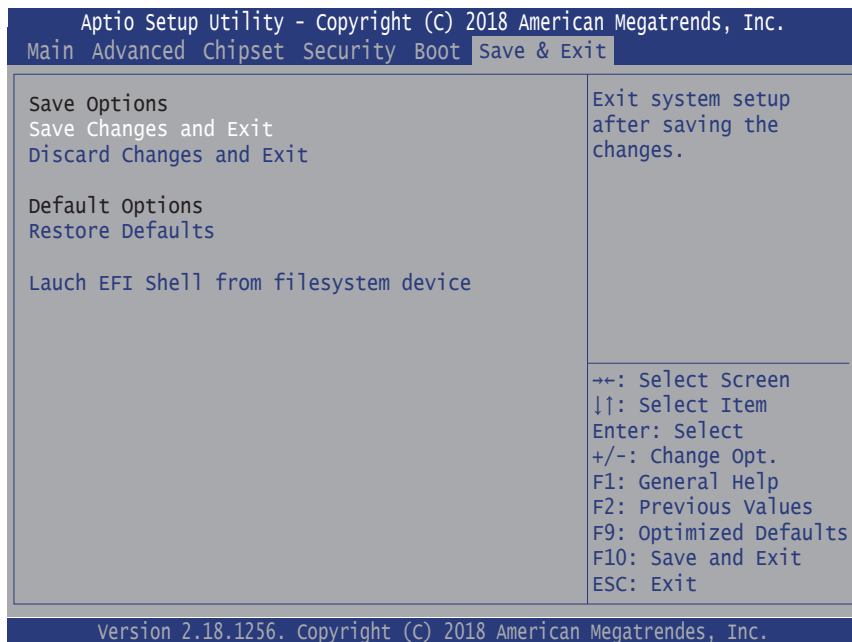 Aptio Setup Utility - Copyright (C) 2018 American Megatrends, Inc.
Main Advanced Chipset Security Boot Save & Exit
Save Options
Save Changes and Exit
Discard Changes and Exit
Default Options
Restore Defaults
Lauch EFI Shell from filesystem device
Exit system setup
after saving the
changes.
→←: Select Screen
↓↑: Select Item
Enter: Select
+/-: Change Opt.
F1: General Help
F2: Previous Values
F9: Optimized Defaults
F10: Save and Exit
ESC: Exit
Version 2.18.1256. Copyright (C) 2018 American Megatrendes, Inc.